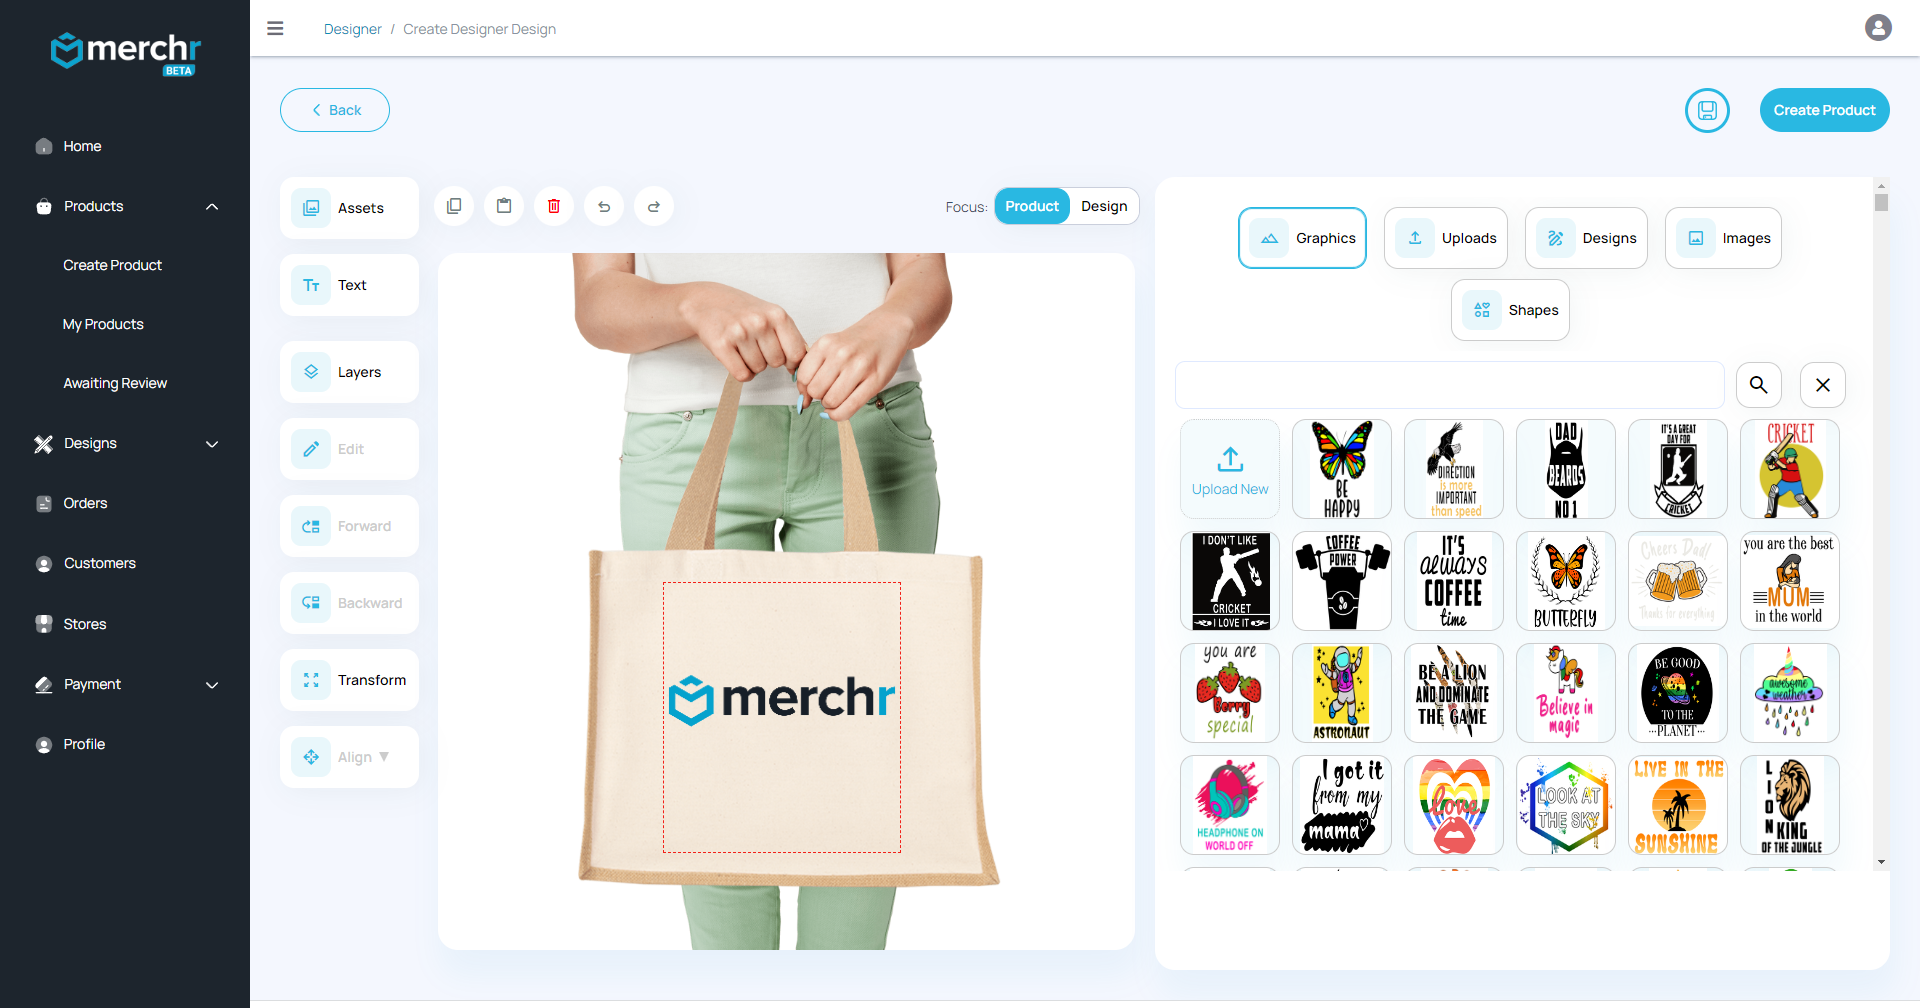 merchr
BETA
Home
Products
Create Product
My Products
Awaiting Review
Designs
Orders
Customers
Stores
Payment
Profile
Designer / Create Designer Design
Back
Create Product
Assets
Text
Layers
Edit
Forward
Backward
Transform
Align ▼
Focus: Product Design
merchr
Graphics
Uploads
Designs
Images
Shapes
Upload New
BE
HAPPY
DIRECTION
is more
IMPORTANT
than speed
DAD
BEARDS
NO 1
IT'S A GREAT
DAY FOR
CRICKET
CRICKET
I DON'T LIKE
CRICKET
I LOVE IT
COFFEE
POWER
IT'S
always
COFFEE
time
BUTTERFLY
Cheers Dad!
Thanks for everything
you are the best
MUM
in the world
you are
Berry
special
ASTRONAUT
BE A LION
AND DOMINATE
THE GAME
Believe in
magic
BE GOOD
TO THE
PLANET
awesome
weather
HEADPHONE ON
WORLD OFF
I got it
from my
mama
love
LOOK AT
THE SKY
LIVE IN THE
SUNSHINE
LION
KING
OF THE JUNGLE